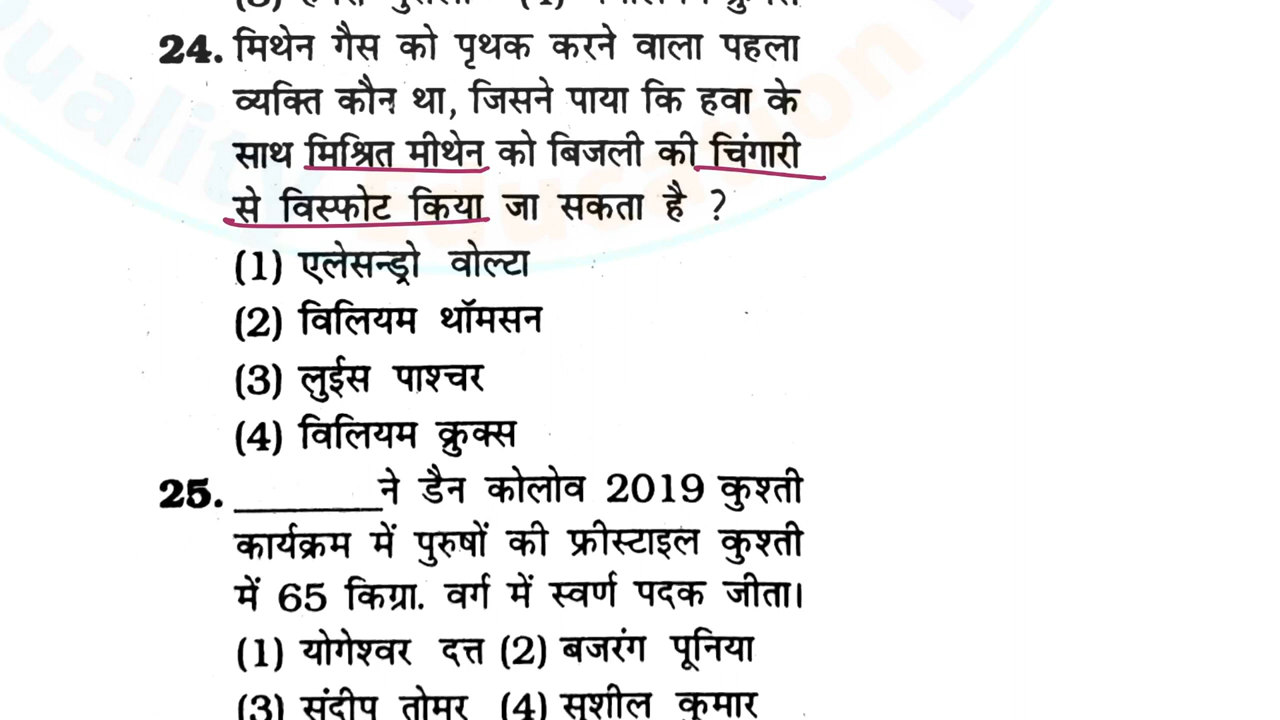 24. मिथेन गैस को पृथक करने वाला पहला
व्यक्ति कौन था, जिसने पाया कि हवा के
साथ मिश्रित मीथेन को बिजली की चिंगारी
से विस्फोट किया जा सकता है ?
(1) एलेसन्ड्रो वोल्टा
(2) विलियम थॉमसन
(3) लुईस पाश्चर
(4) विलियम क्रुक्स
25. ________ने डैन कोलोव 2019 कुश्ती
कार्यक्रम में पुरुषों की फ्रीस्टाइल कुश्ती
में 65 किग्रा. वर्ग में स्वर्ण पदक जीता।
(1) योगेश्वर दत्त (2) बजरंग पूनिया
(3) संदीप तोमर (4) सुशील कुमार